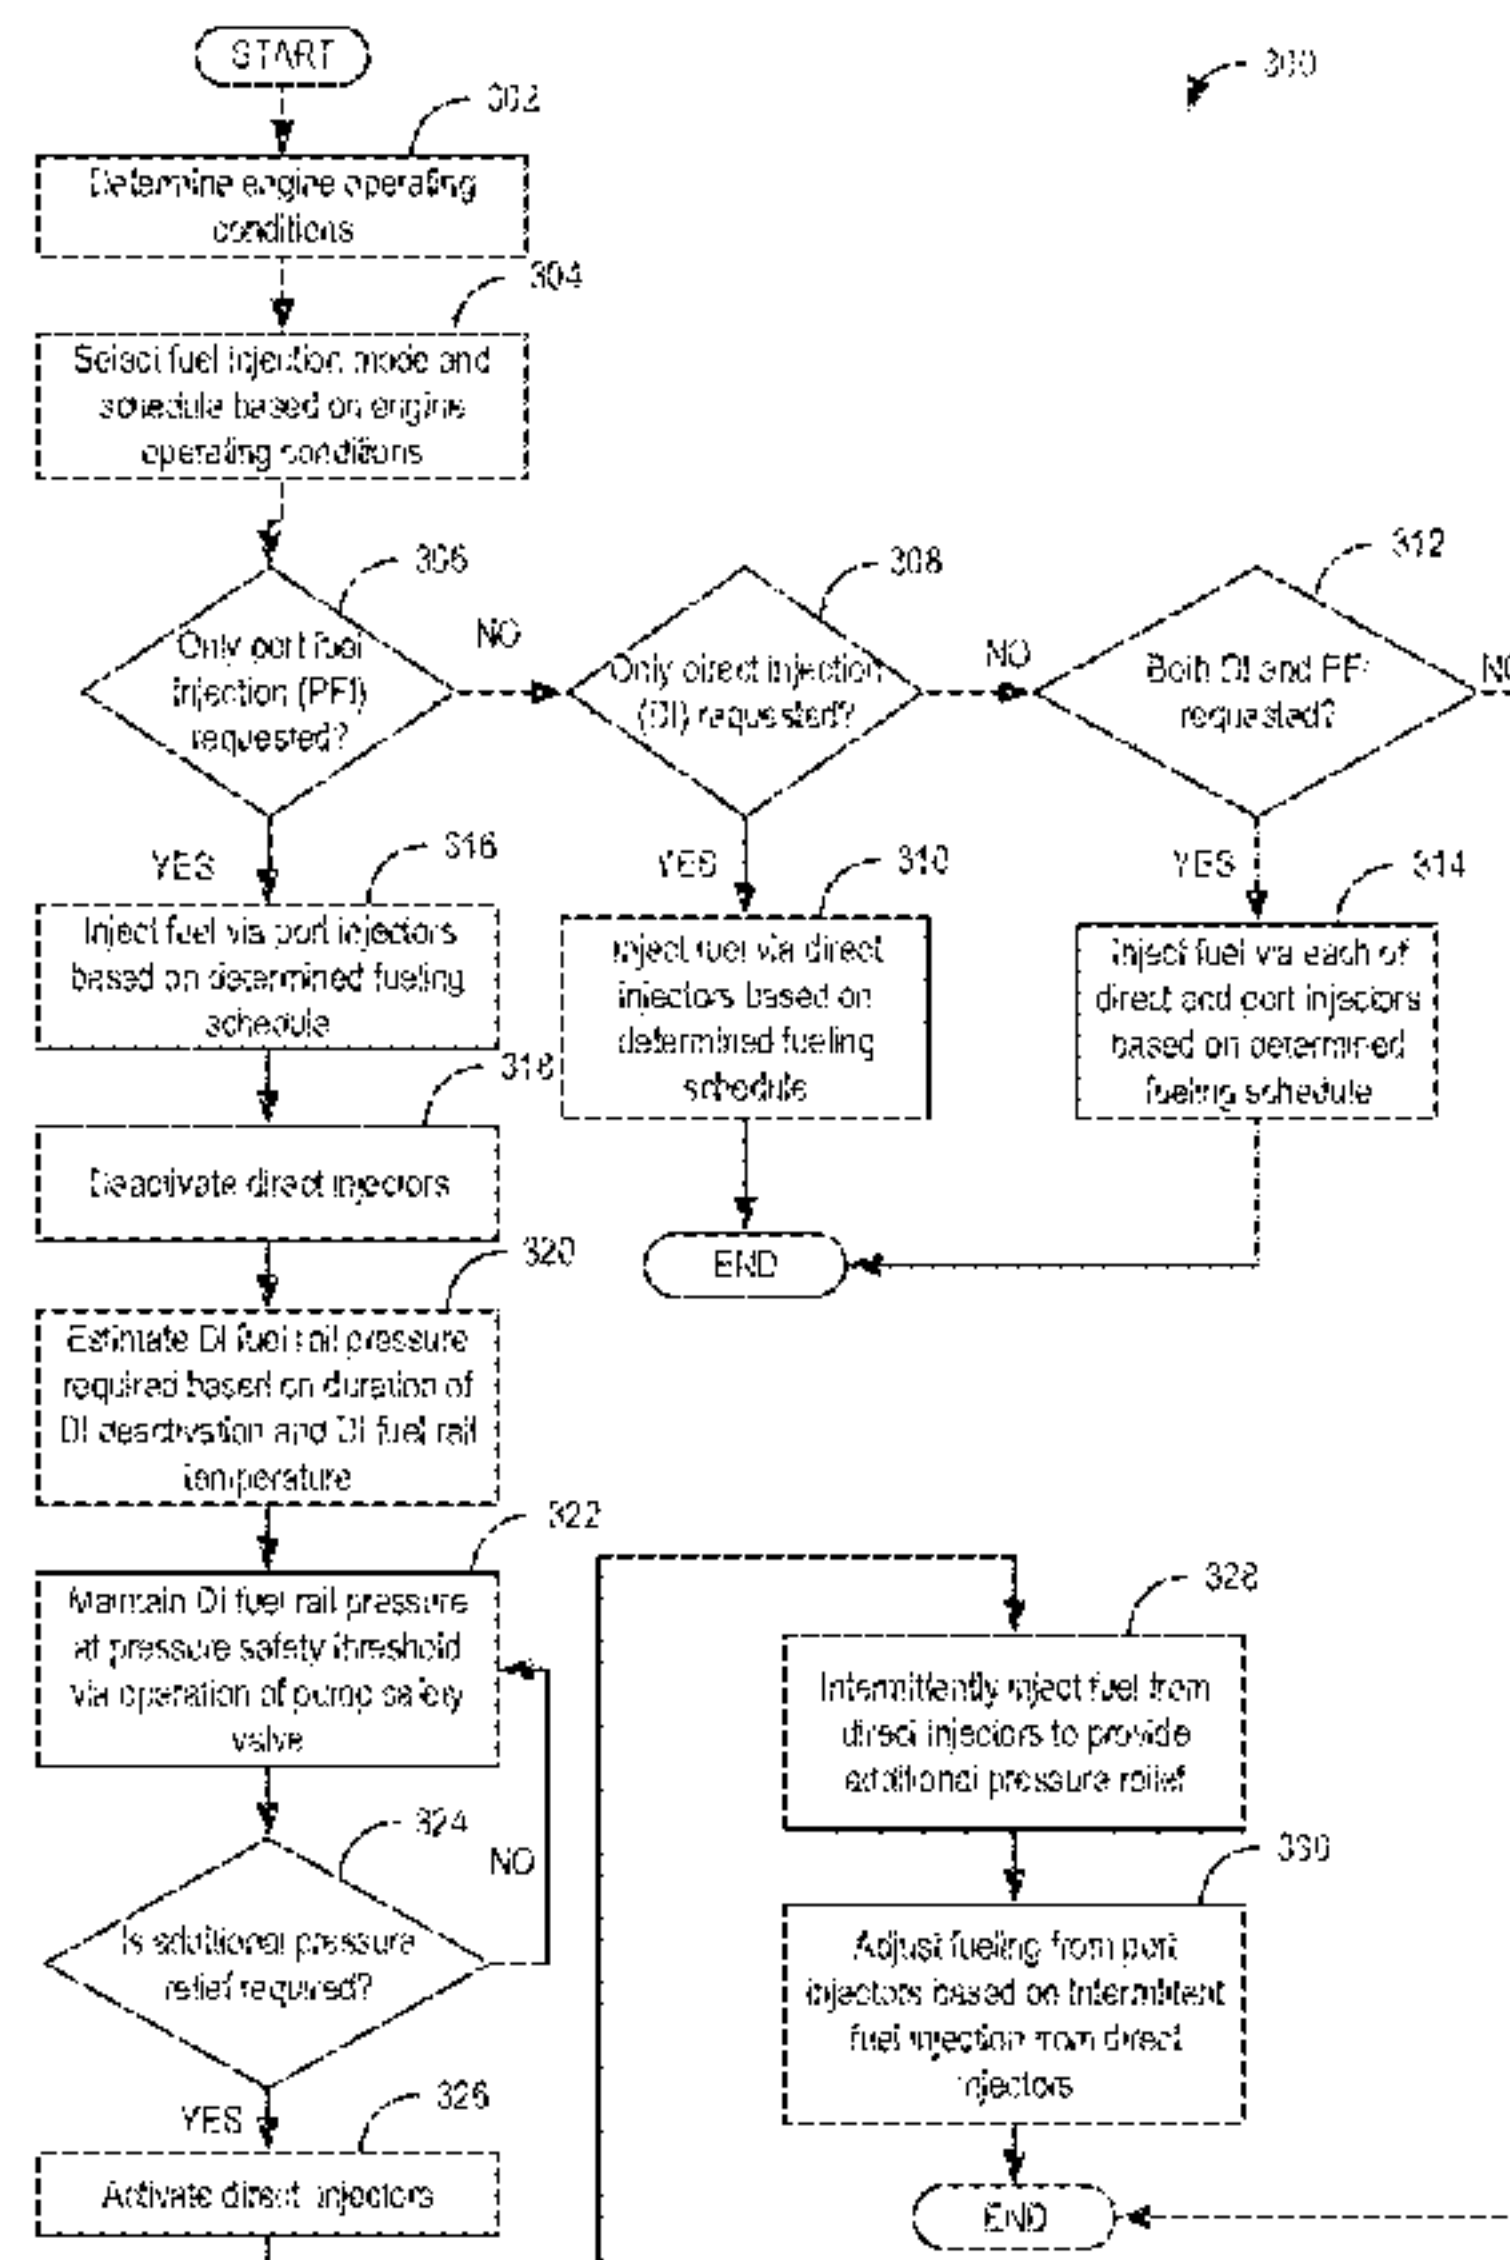 START
300
302
Determine engine operating
conditions
304
Select fuel injection mode and
schedule based on engine
operating conditions
306
Only port fuel
injection (PFI)
requested?
NO
308
Only direct injection
(DI) requested?
NO
312
Both DI and PFI
requested?
NO
YES
316
Inject fuel via port injectors
based on determined fueling
schedule
YES
310
Inject fuel via direct
injectors based on
determined fueling
schedule
YES
314
Inject fuel via each of
direct and port injectors
based on determined
fueling schedule
318
Deactivate direct injectors
END
320
Estimate DI fuel rail pressure
required based on duration of
DI deactivation and DI fuel rail
temperature
322
Maintain DI fuel rail pressure
at pressure safety threshold
via operation of pump safety
valve
324
Is additional pressure
relief required?
NO
YES
326
Activate direct injectors
328
Intermittently inject fuel from
direct injectors to provide
additional pressure relief
330
Adjust fueling from port
injectors based on intermittent
fuel injection from direct
injectors
END